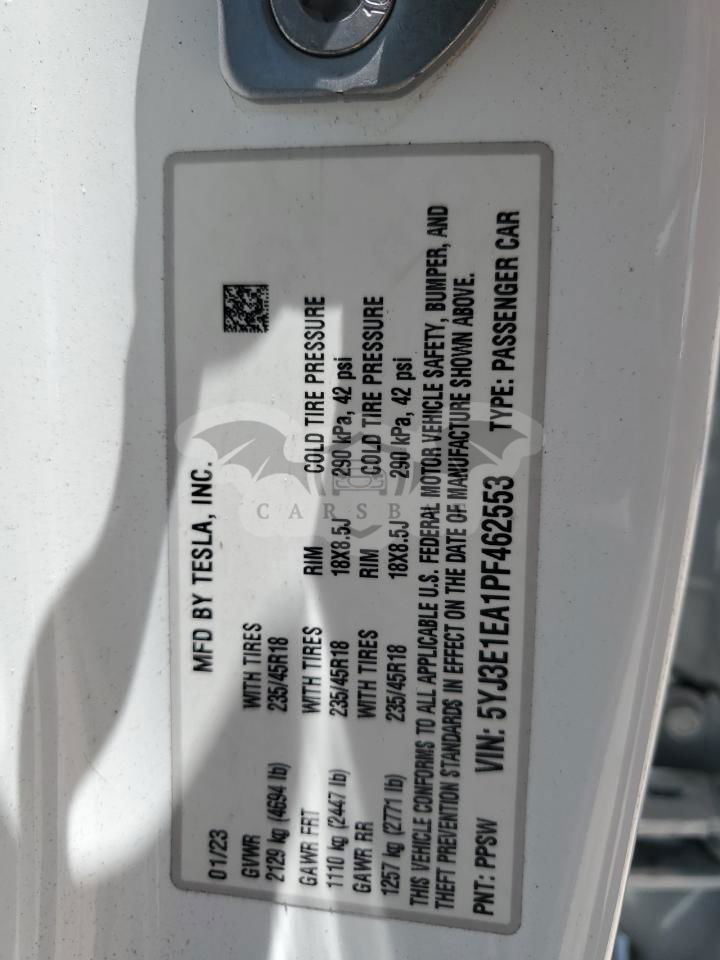 MFD BY TESLA, INC.
01/23
GVWR WITH TIRES
2129 kg (4694 lb) 235/45R18
GAWR FRT WITH TIRES RIM COLD TIRE PRESSURE
1110 kg (2447 lb) 235/45R18 18X8.5J 290 kPa, 42 psi
GAWR RR WITH TIRES RIM COLD TIRE PRESSURE
1257 kg (2771 lb) 235/45R18 18X8.5J 290 kPa, 42 psi
THIS VEHICLE CONFORMS TO ALL APPLICABLE U.S. FEDERAL MOTOR VEHICLE SAFETY, BUMPER, AND
THEFT PREVENTION STANDARDS IN EFFECT ON THE DATE OF MANUFACTURE SHOWN ABOVE.
PNT: PPSW VIN: 5YJ3E1EA1PF462553 TYPE: PASSENGER CAR